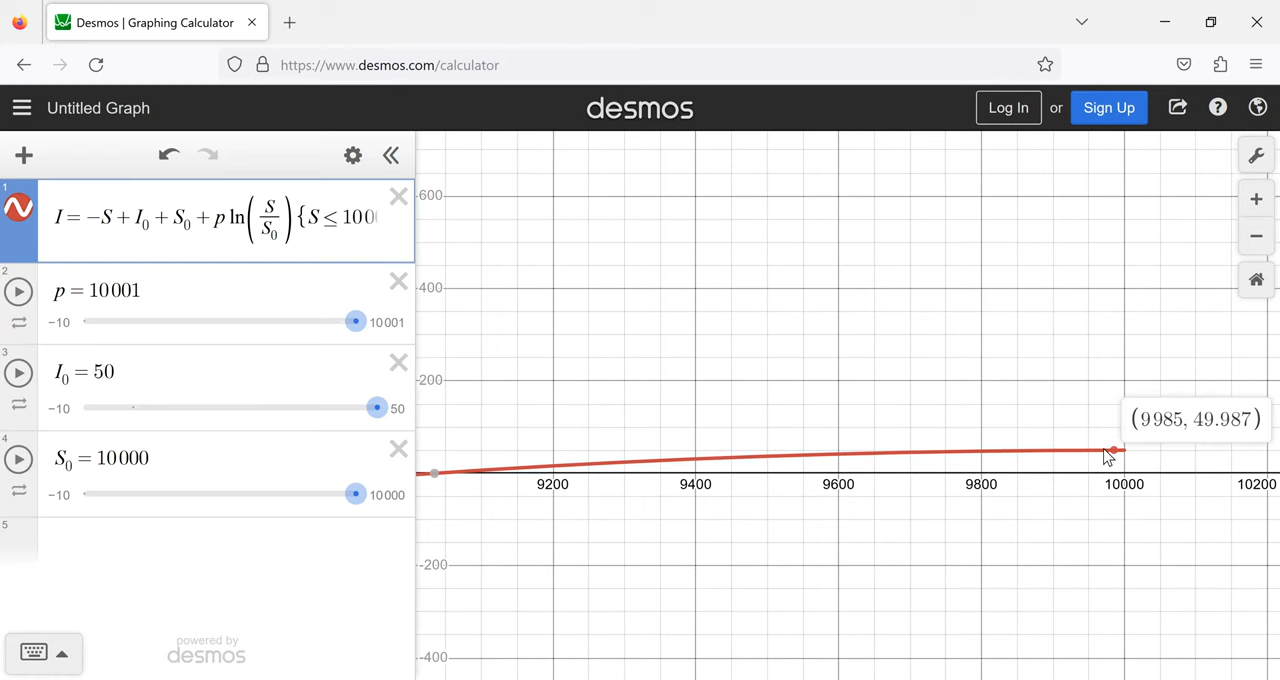 Desmos | Graphing Calculator
https://www.desmos.com/calculator
Untitled Graph
desmos
Log In or Sign Up
1
I = −S + I₀ + S₀ + p ln(S/S₀) {S ≤ 1000
2
p = 10001
−10
10001
3
I₀ = 50
−10
50
4
S₀ = 10000
−10
10000
5
powered by
desmos
600
400
200
(9985, 49.987)
9200
9400
9600
9800
10000
10200
-200
-400